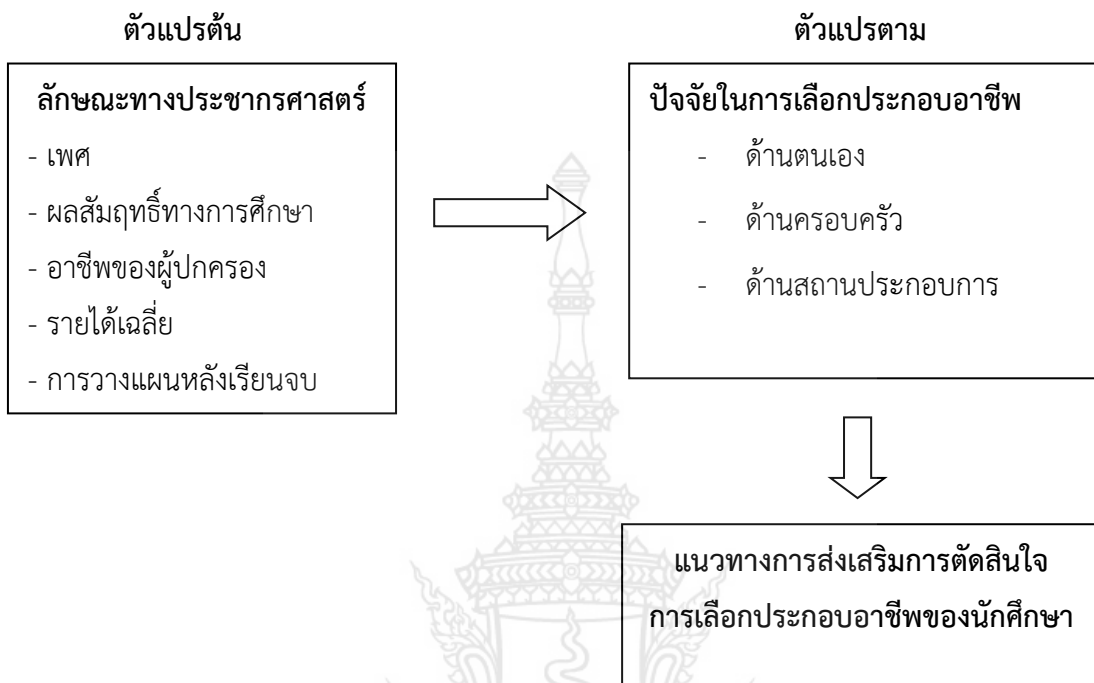 ตัวแปรต้น
ลักษณะทางประชากรศาสตร์
- เพศ
- ผลสัมฤทธิ์ทางการศึกษา
- อาชีพของผู้ปกครอง
- รายได้เฉลี่ย
- การวางแผนหลังเรียนจบ
ตัวแปรตาม
ปัจจัยในการเลือกประกอบอาชีพ
- ด้านตนเอง
- ด้านครอบครัว
- ด้านสถานประกอบการ
แนวทางการส่งเสริมการตัดสินใจ
การเลือกประกอบอาชีพของนักศึกษา